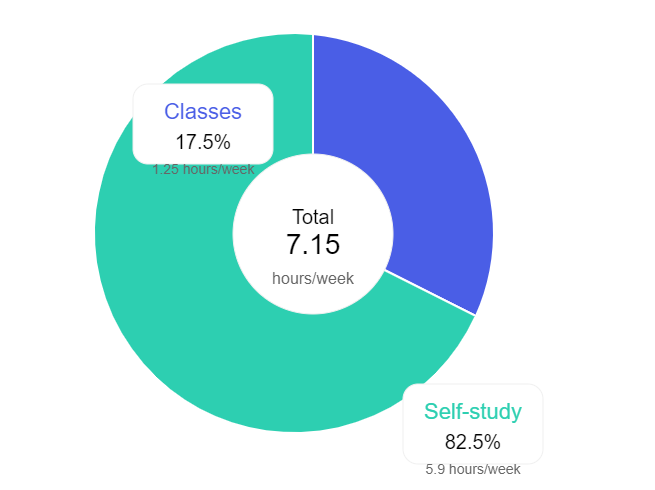 Classes
17.5%
1.25 hours/week
Total
7.15
hours/week
Self-study
82.5%
5.9 hours/week